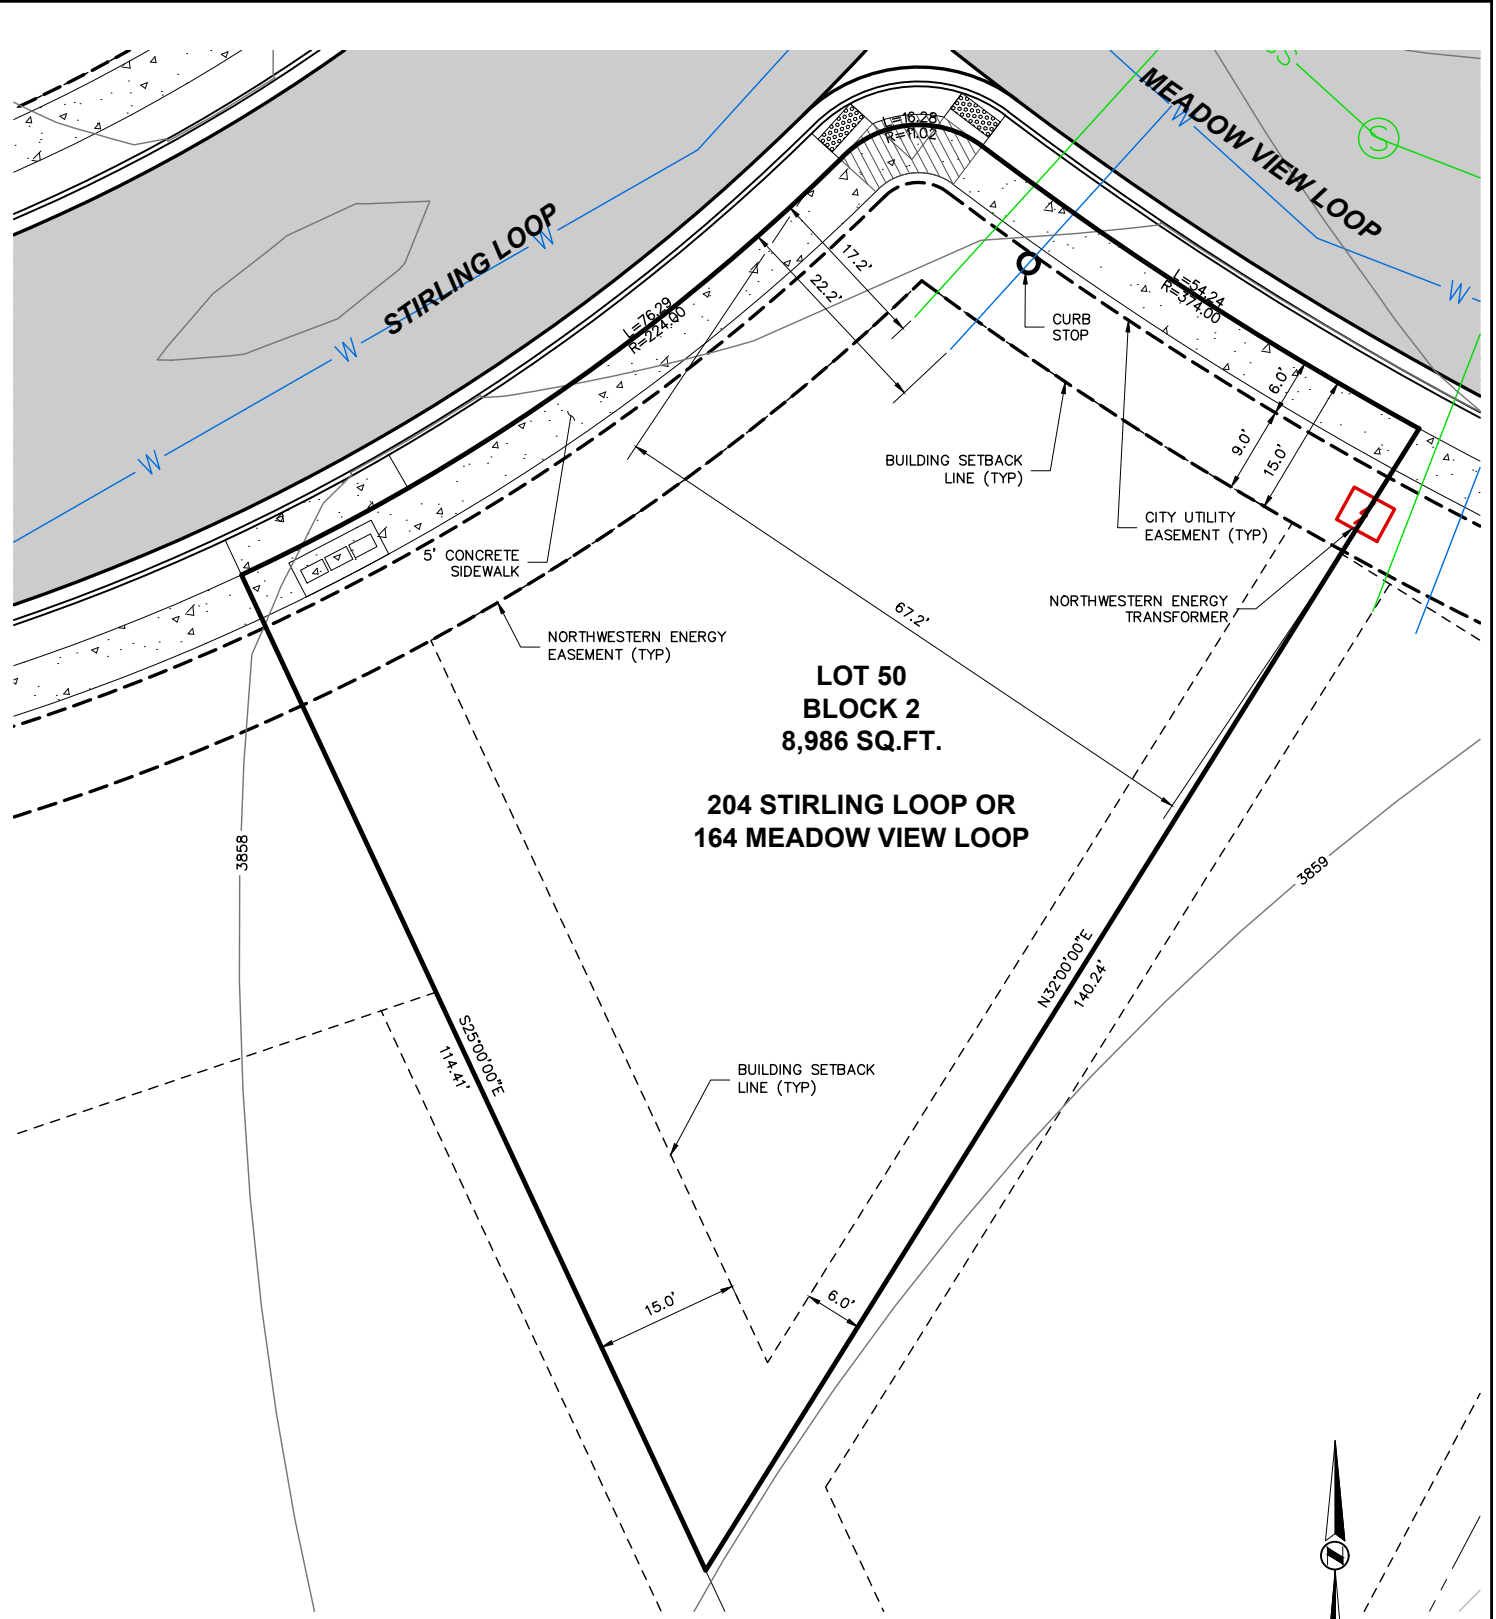 SS
MEADOW VIEW LOOP
W
S
STIRLING LOOP
W
W
W
W
L=16.28
R=11.02
L=76.29
R=224.00
17.2'
22.2'
L=54.24
R=374.00
CURB
STOP
6.0'
9.0'
15.0'
BUILDING SETBACK
LINE (TYP)
CITY UTILITY
EASEMENT (TYP)
5' CONCRETE
SIDEWALK
NORTHWESTERN ENERGY
TRANSFORMER
67.2'
NORTHWESTERN ENERGY
EASEMENT (TYP)
LOT 50
BLOCK 2
8,986 SQ.FT.
204 STIRLING LOOP OR
164 MEADOW VIEW LOOP
3858
3859
N32°00'00"E
140.24'
S25°00'00"E
114.41'
BUILDING SETBACK
LINE (TYP)
15.0'
6.0'
N